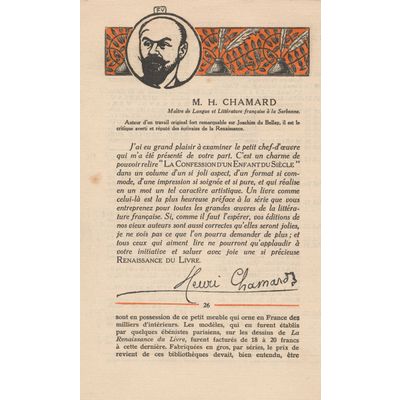 F.V.
M. H. CHAMARD
Maître de Langue et Littérature française à la Sorbonne.
Auteur d'un travail original fort remarquable sur Joachim du Bellay, il est le
critique averti et réputé des écrivains de la Renaissance.
J'ai eu grand plaisir à examiner le petit chef-d'œuvre
qui m'a été présenté de votre part. C'est un charme de
pouvoir relire "LA CONFESSION D'UN ENFANT DU SIÈCLE"
dans un volume d'un si joli aspect, d'un format si com-
mode, d'une impression si soignée et si pure, et qui réalise
en un mot un tel caractère artistique. Un livre comme
celui-là est la plus heureuse préface à la série que vous
entreprenez pour toutes les grandes œuvres de la littéra-
ture française. Si, comme il faut l'espérer, vos éditions de
nos vieux auteurs sont aussi correctes qu'elles seront jolies,
je ne vois pas ce que l'on pourra demander de plus; et
tous ceux qui aiment lire ne pourront qu'applaudir à
votre initiative et saluer avec joie une si précieuse
RENAISSANCE DU LIVRE.
Henri Chamard
26
sont en possession de ce petit meuble qui orne en France des
milliers d'intérieurs. Les modèles, qui en furent établis
par quelques ébénistes parisiens, sur les dessins de La
Renaissance du Livre, furent facturés de 18 à 20 francs
à cette dernière. Fabriquées en gros, par séries, le prix de
revient de ces bibliothèques devait, bien entendu, être